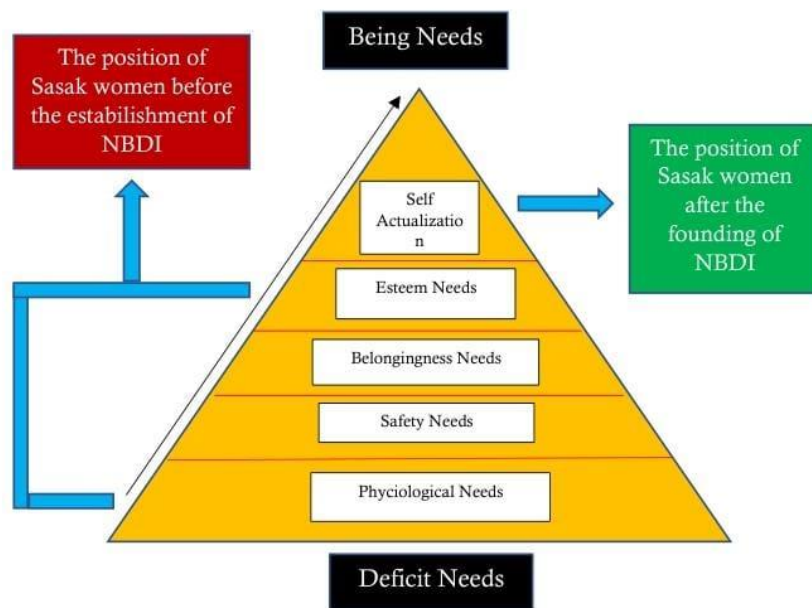 Being Needs
The position of
Sasak women before
the estabilishment of
NBDI
The position of
Sasak women
after the
founding of
NBDI
Self
Actualizatio
n
Esteem Needs
Belongingness Needs
Safety Needs
Phyciological Needs
Deficit Needs